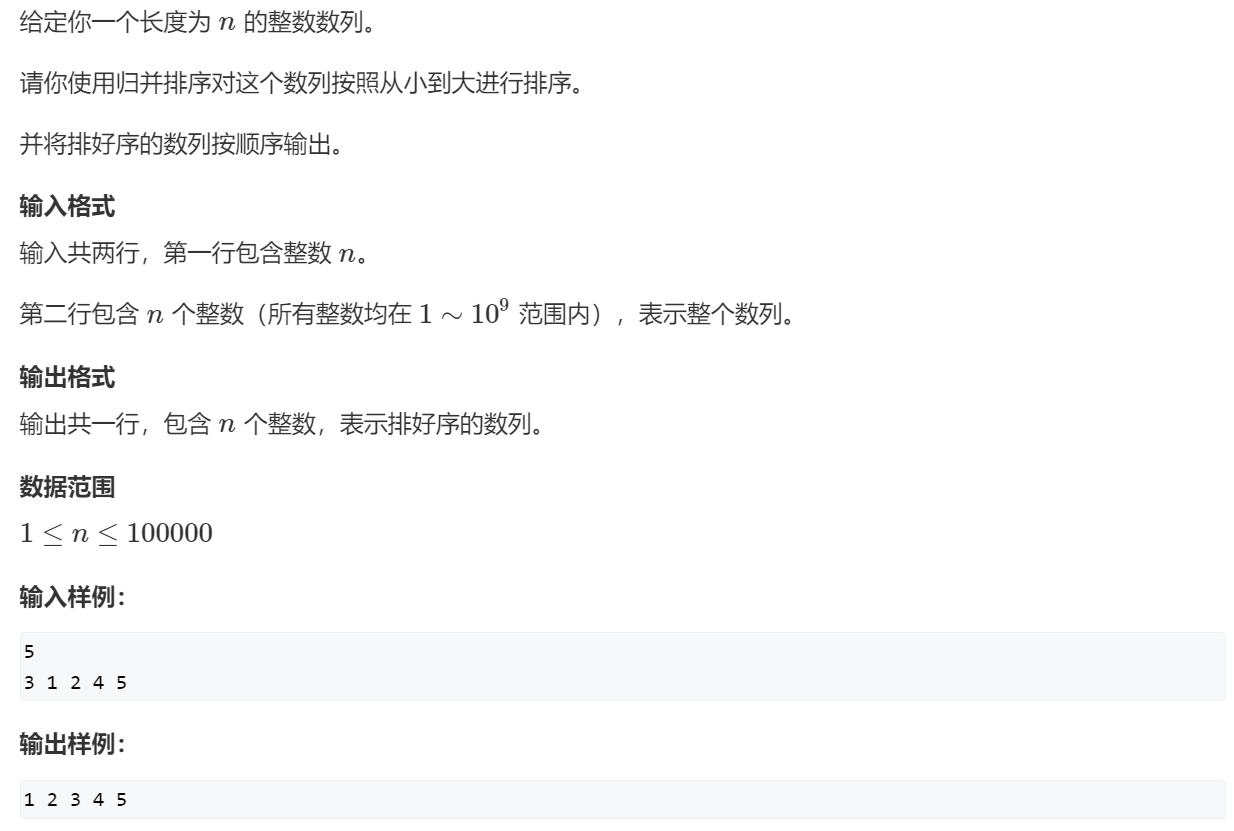 给定你一个长度为 n 的整数数列。
请你使用归并排序对这个数列按照从小到大进行排序。
并将排好序的数列按顺序输出。
输入格式
输入共两行，第一行包含整数 n。
第二行包含 n 个整数（所有整数均在 1 ∼ 10⁹ 范围内），表示整个数列。
输出格式
输出共一行，包含 n 个整数，表示排好序的数列。
数据范围
1 ≤ n ≤ 100000
输入样例：
5
3 1 2 4 5
输出样例：
1 2 3 4 5